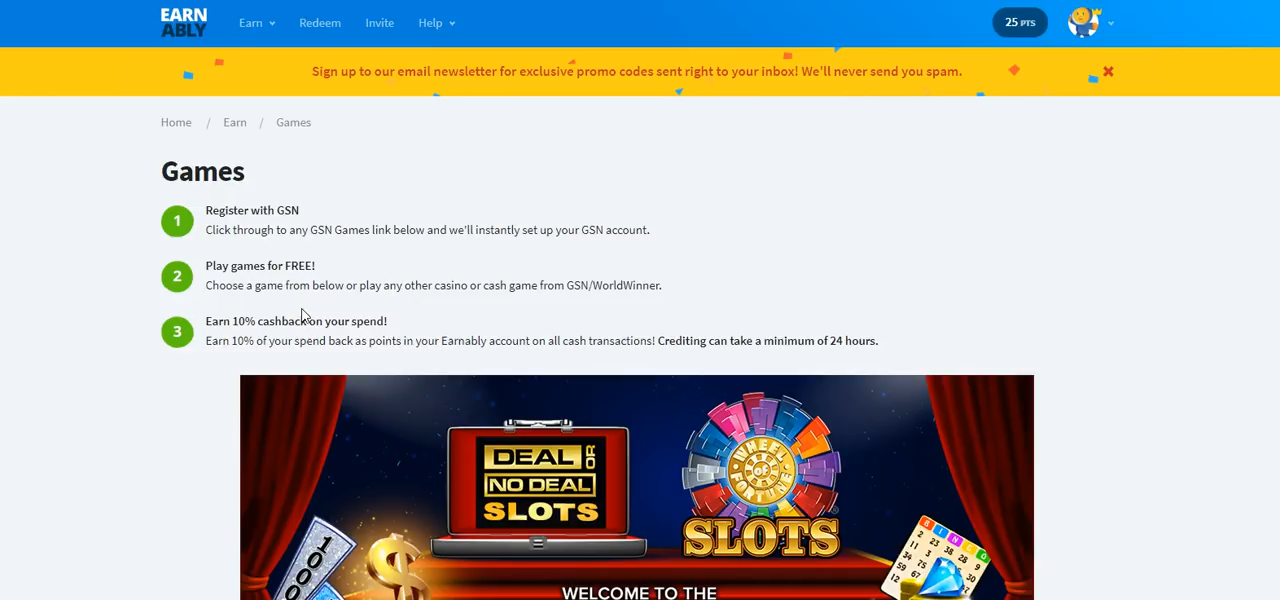 EARN
ABLY
Earn
Redeem
Invite
Help
25 PTS
Sign up to our email newsletter for exclusive promo codes sent right to your inbox! We'll never send you spam.
Home / Earn / Games
Games
1
Register with GSN
Click through to any GSN Games link below and we'll instantly set up your GSN account.
2
Play games for FREE!
Choose a game from below or play any other casino or cash game from GSN/WorldWinner.
3
Earn 10% cashback on your spend!
Earn 10% of your spend back as points in your Earnably account on all cash transactions! Crediting can take a minimum of 24 hours.
DEAL OR
NO DEAL
SLOTS
WHEEL
OF
FORTUNE
SLOTS
BINGO
WELCOME TO THE